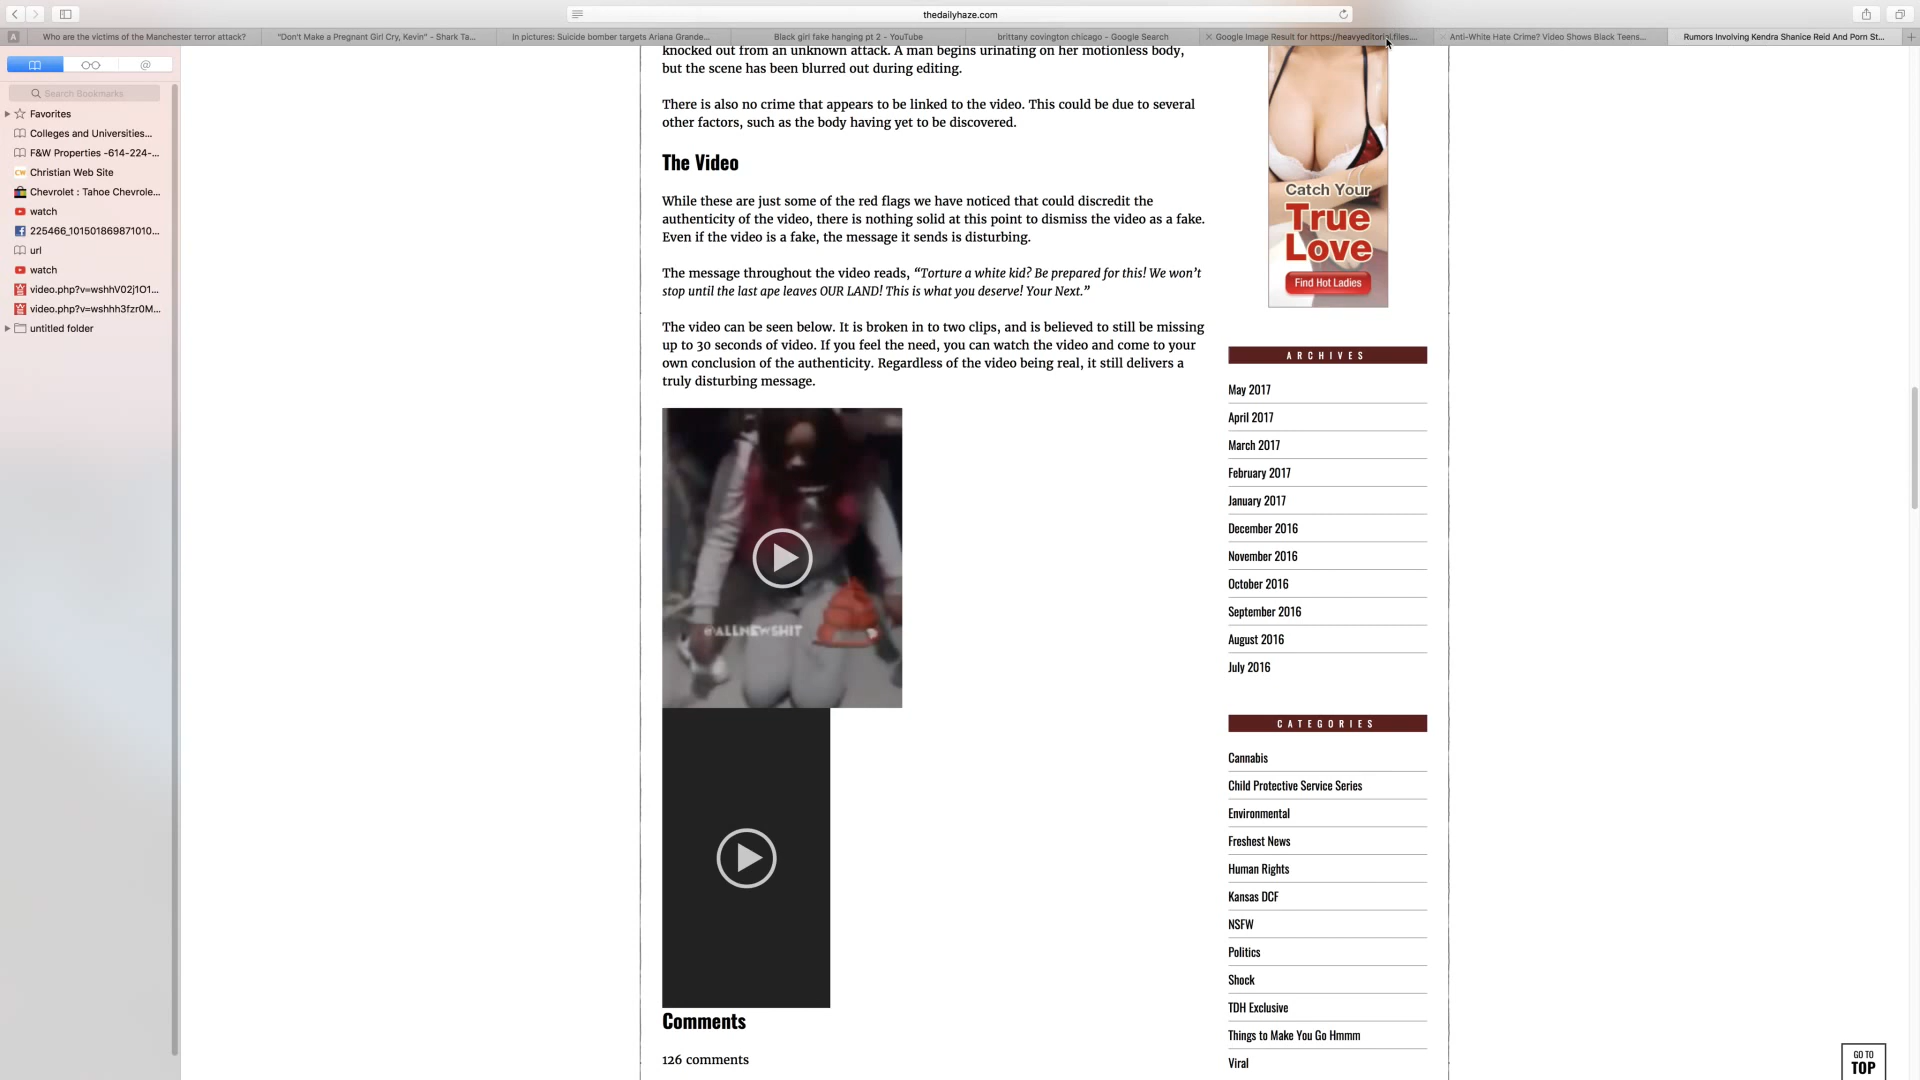 thedailyhaze.com
Who are the victims of the Manchester terror attack?
"Don't Make a Pregnant Girl Cry, Kevin" - Shark Ta...
In pictures: Suicide bomber targets Ariana Grande...
Black girl fake hanging pt 2 - YouTube
brittany covington chicago - Google Search
Google Image Result for https://heavyeditorial.files....
Anti-White Hate Crime? Video Shows Black Teens...
Rumors Involving Kendra Shanice Reid And Porn St...
Search Bookmarks
Favorites
Colleges and Universities...
F&W Properties -614-224-...
Christian Web Site
Chevrolet : Tahoe Chevrole...
watch
225466_101501869871010...
url
watch
video.php?v=wshhV02j1O1...
video.php?v=wshhh3fzr0M...
untitled folder
knocked out from an unknown attack. A man begins urinating on her motionless body,
but the scene has been blurred out during editing.
There is also no crime that appears to be linked to the video. This could be due to several
other factors, such as the body having yet to be discovered.
The Video
While these are just some of the red flags we have noticed that could discredit the
authenticity of the video, there is nothing solid at this point to dismiss the video as a fake.
Even if the video is a fake, the message it sends is disturbing.
The message throughout the video reads, “Torture a white kid? Be prepared for this! We won’t
stop until the last ape leaves OUR LAND! This is what you deserve! Your Next.”
The video can be seen below. It is broken in to two clips, and is believed to still be missing
up to 30 seconds of video. If you feel the need, you can watch the video and come to your
own conclusion of the authenticity. Regardless of the video being real, it still delivers a
truly disturbing message.
@ALLNEWSHIT
Comments
126 comments
Catch Your
True
Love
Find Hot Ladies
ARCHIVES
May 2017
April 2017
March 2017
February 2017
January 2017
December 2016
November 2016
October 2016
September 2016
August 2016
July 2016
CATEGORIES
Cannabis
Child Protective Service Series
Environmental
Freshest News
Human Rights
Kansas DCF
NSFW
Politics
Shock
TDH Exclusive
Things to Make You Go Hmmm
Viral
GO TO
TOP